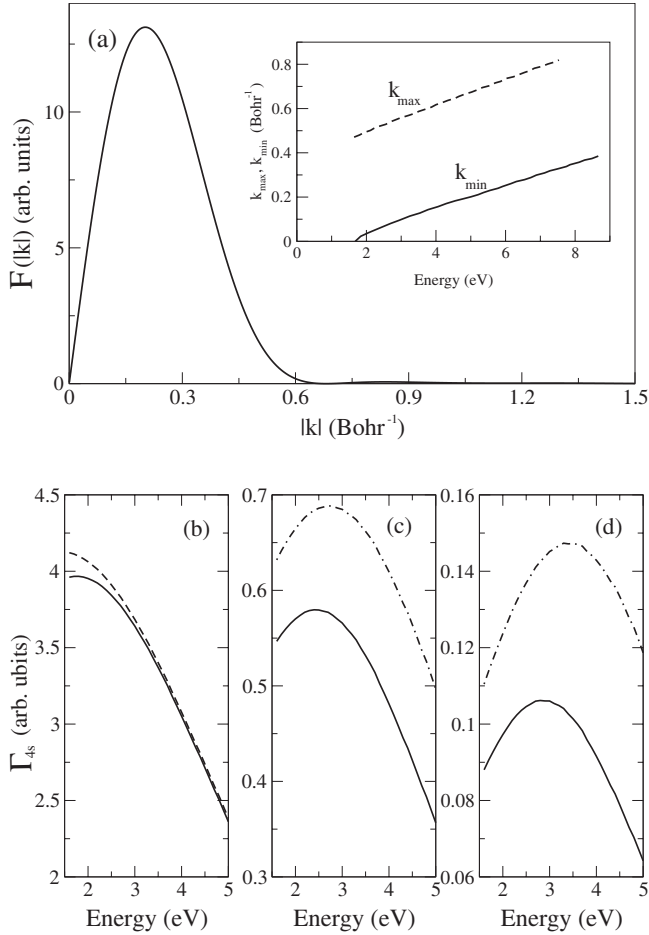 (a)
F(|k|) (arb. units)
10
5
0
0 0.3 0.6 0.9 1.2 1.5
|k| (Bohr-1)
k_max, k_min (Bohr-1)
0.8
0.6
0.4
0.2
0
0 2 4 6 8 10
Energy (eV)
k_max
k_min
Γ4s (arb. ubits)
(b)
4.5
4
3.5
3
2.5
2
2 3 4 5
Energy (eV)
(c)
0.7
0.6
0.5
0.4
0.3
2 3 4 5
Energy (eV)
(d)
0.16
0.14
0.12
0.1
0.08
0.06
2 3 4 5
Energy (eV)